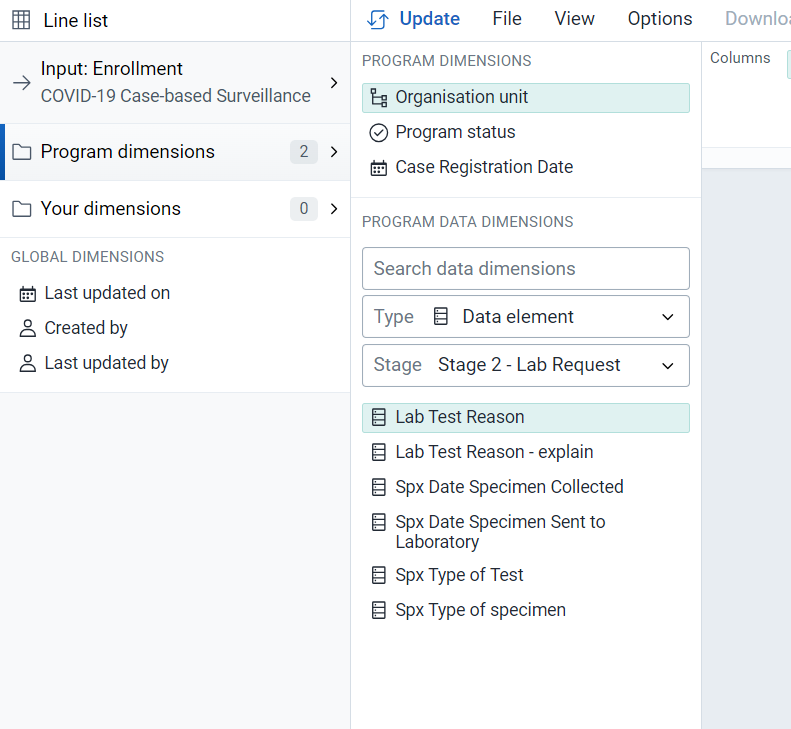 Line list
Input: Enrollment
COVID-19 Case-based Surveillance
Program dimensions 2
Your dimensions 0
GLOBAL DIMENSIONS
Last updated on
Created by
Last updated by
Update File View Options Downlo
PROGRAM DIMENSIONS
Organisation unit
Program status
Case Registration Date
PROGRAM DATA DIMENSIONS
Search data dimensions
Type Data element
Stage Stage 2 - Lab Request
Lab Test Reason
Lab Test Reason - explain
Spx Date Specimen Collected
Spx Date Specimen Sent to
Laboratory
Spx Type of Test
Spx Type of specimen
Columns